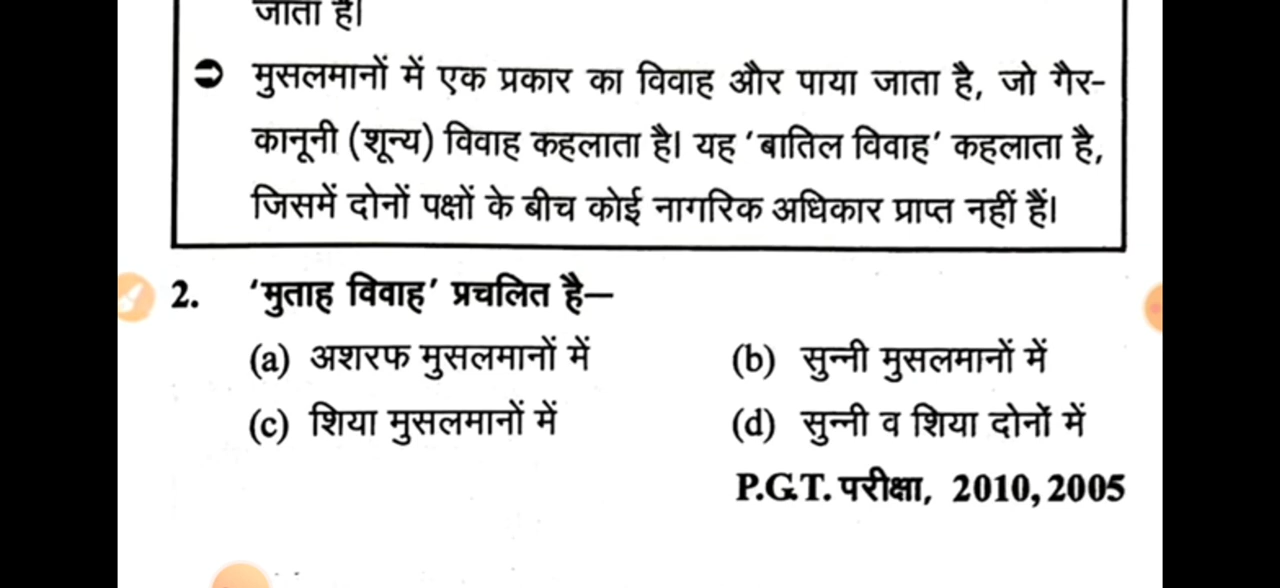 जाता है।
➲ मुसलमानों में एक प्रकार का विवाह और पाया जाता है, जो गैर-
कानूनी (शून्य) विवाह कहलाता है। यह ‘बातिल विवाह’ कहलाता है,
जिसमें दोनों पक्षों के बीच कोई नागरिक अधिकार प्राप्त नहीं हैं।
2. ‘मुताह विवाह’ प्रचलित है—
(a) अशरफ मुसलमानों में (b) सुन्नी मुसलमानों में
(c) शिया मुसलमानों में (d) सुन्नी व शिया दोनों में
P.G.T. परीक्षा, 2010, 2005